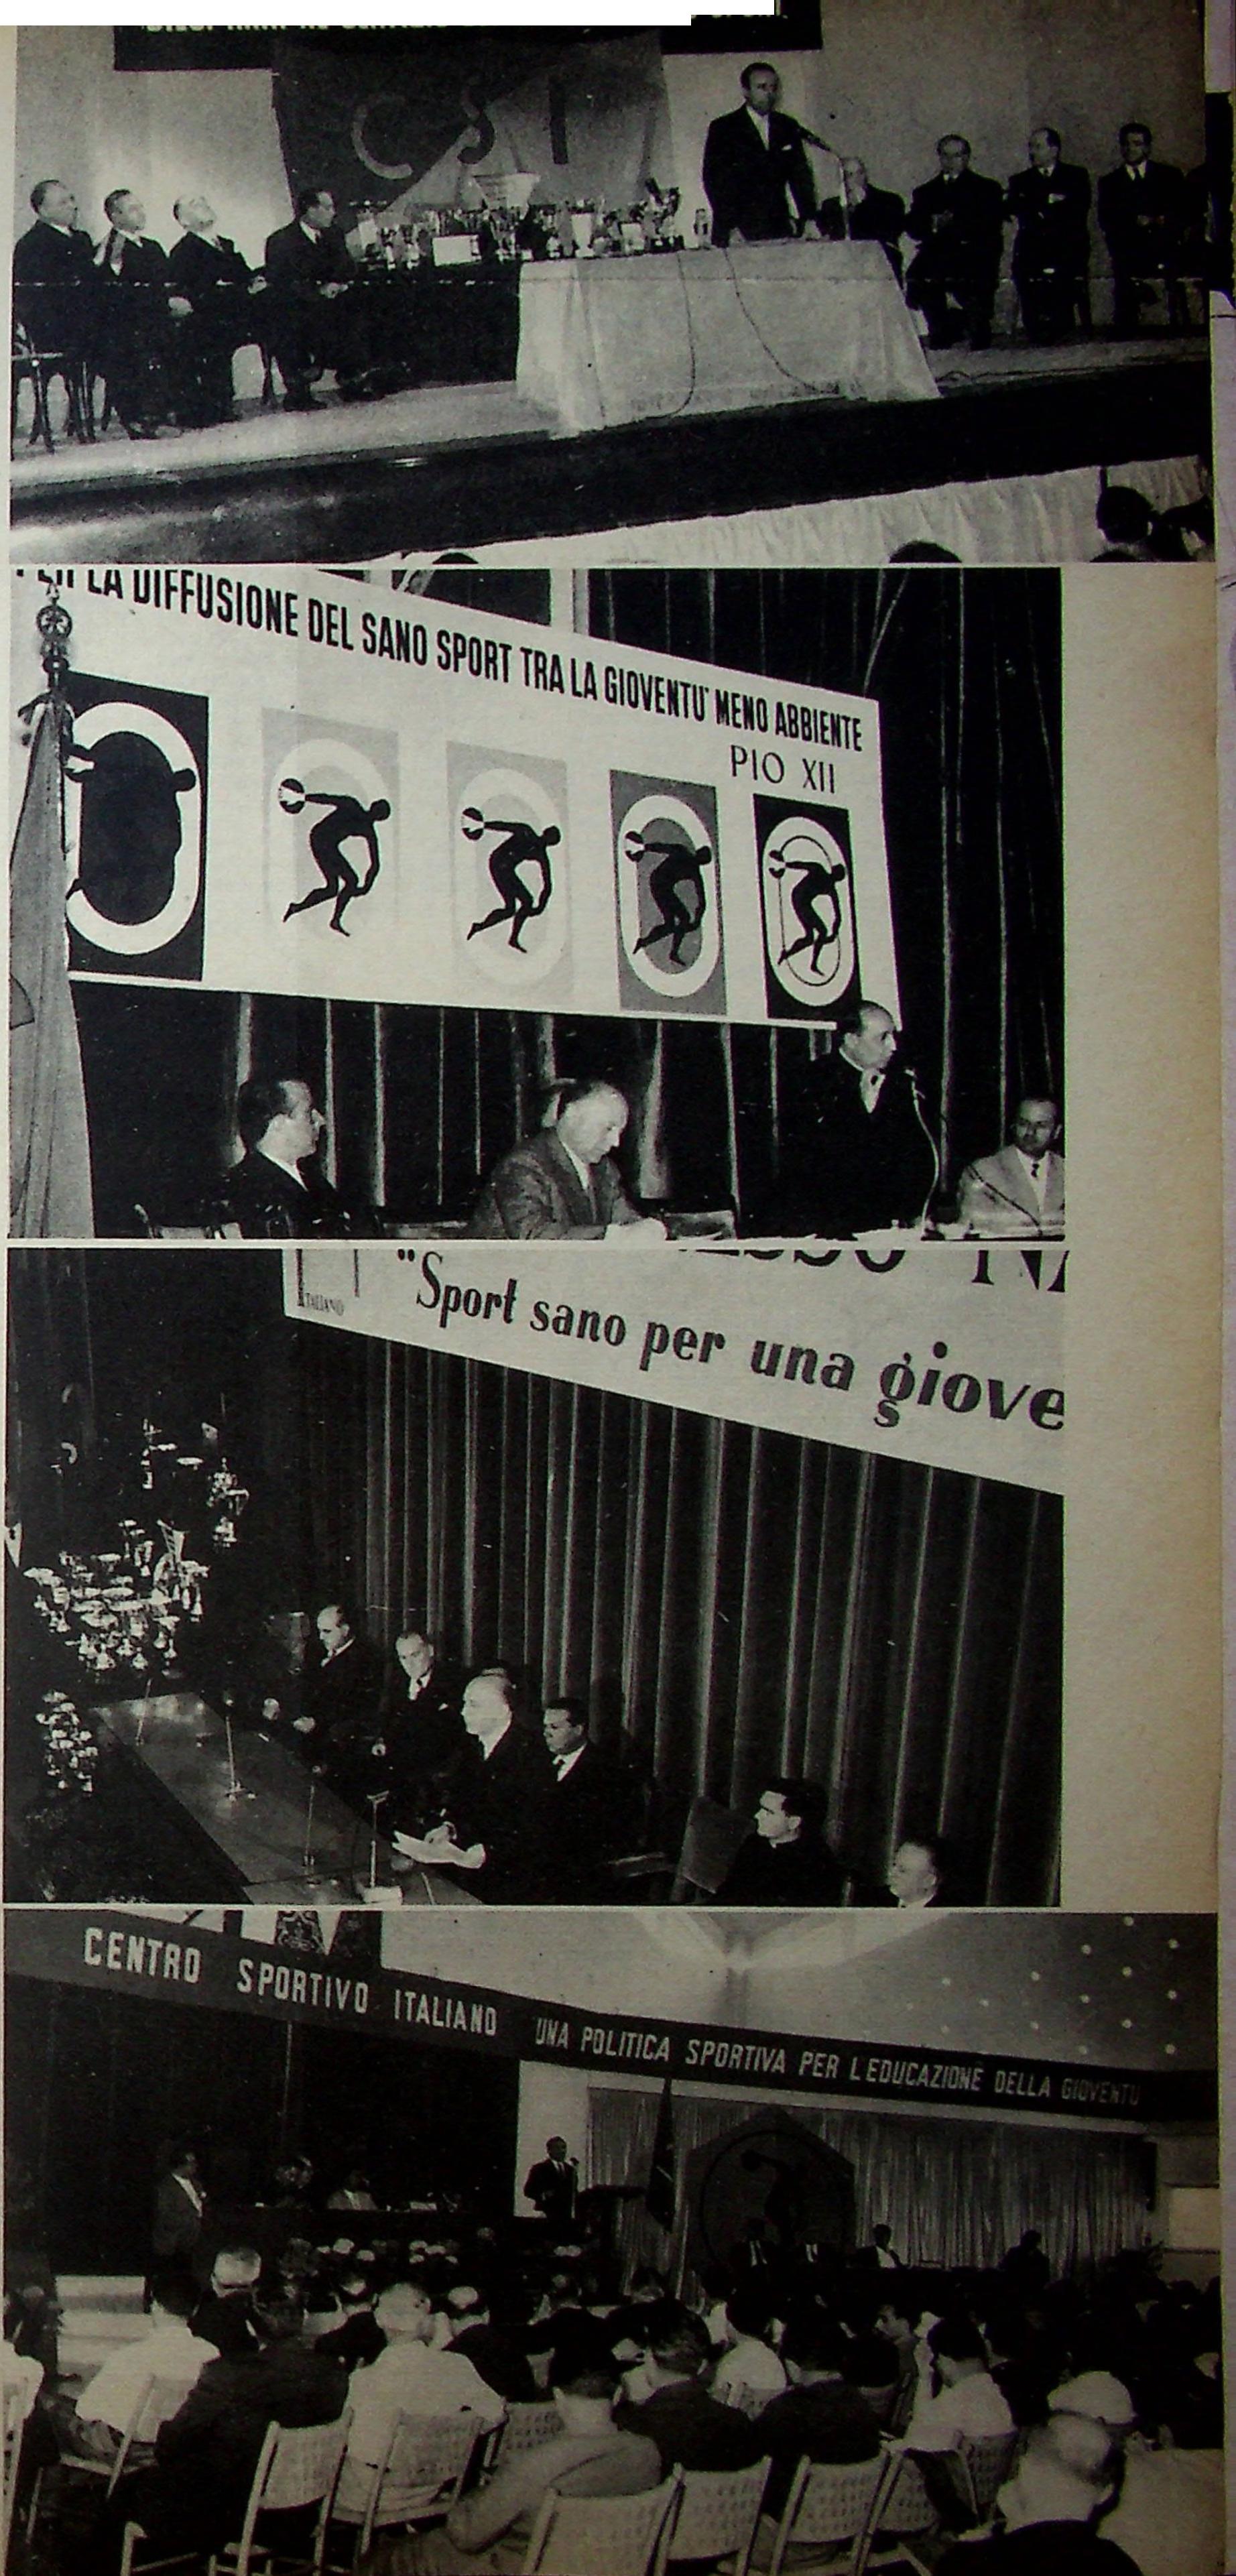 CSI
LA DIFFUSIONE DEL SANO SPORT TRA LA GIOVENTU' MENO ABBIENTE
PIO XII
ITALIANO
"Sport sano per una giove
CENTRO SPORTIVO ITALIANO UNA POLITICA SPORTIVA PER L'EDUCAZIONE DELLA GIOVENTU